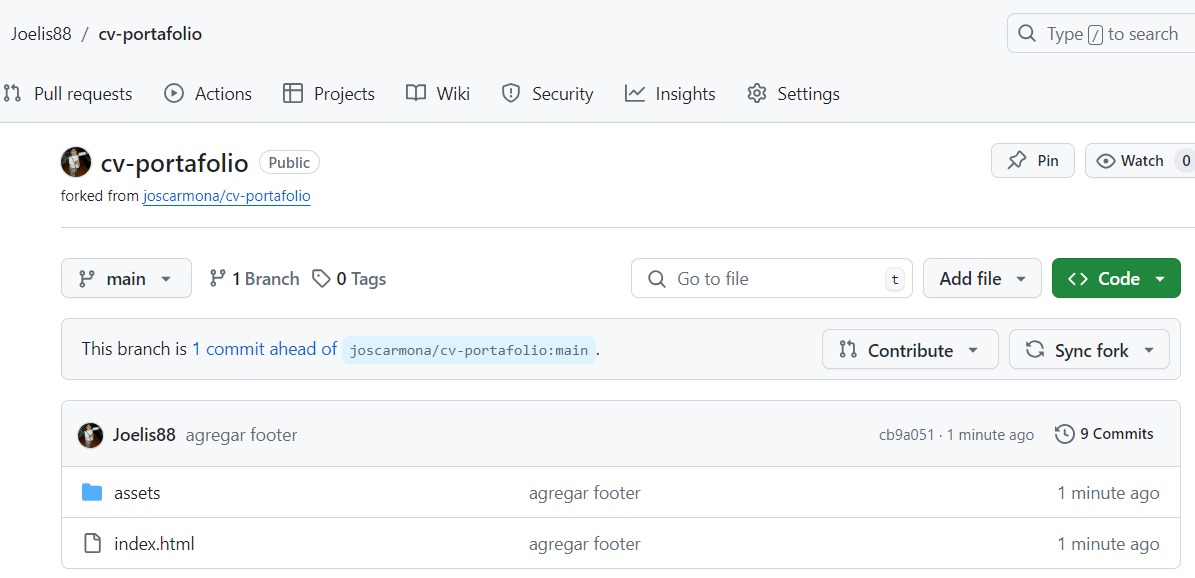 Joelis88 / cv-portafolio
Type / to search
Pull requests Actions Projects Wiki Security Insights Settings
cv-portafolio Public
Pin
Watch 0
forked from joscarmona/cv-portafolio
main 1 Branch 0 Tags
Go to file t
Add file
Code
This branch is 1 commit ahead of joscarmona/cv-portafolio:main .
Contribute
Sync fork
Joelis88 agregar footer cb9a051 · 1 minute ago 9 Commits
assets agregar footer 1 minute ago
index.html agregar footer 1 minute ago